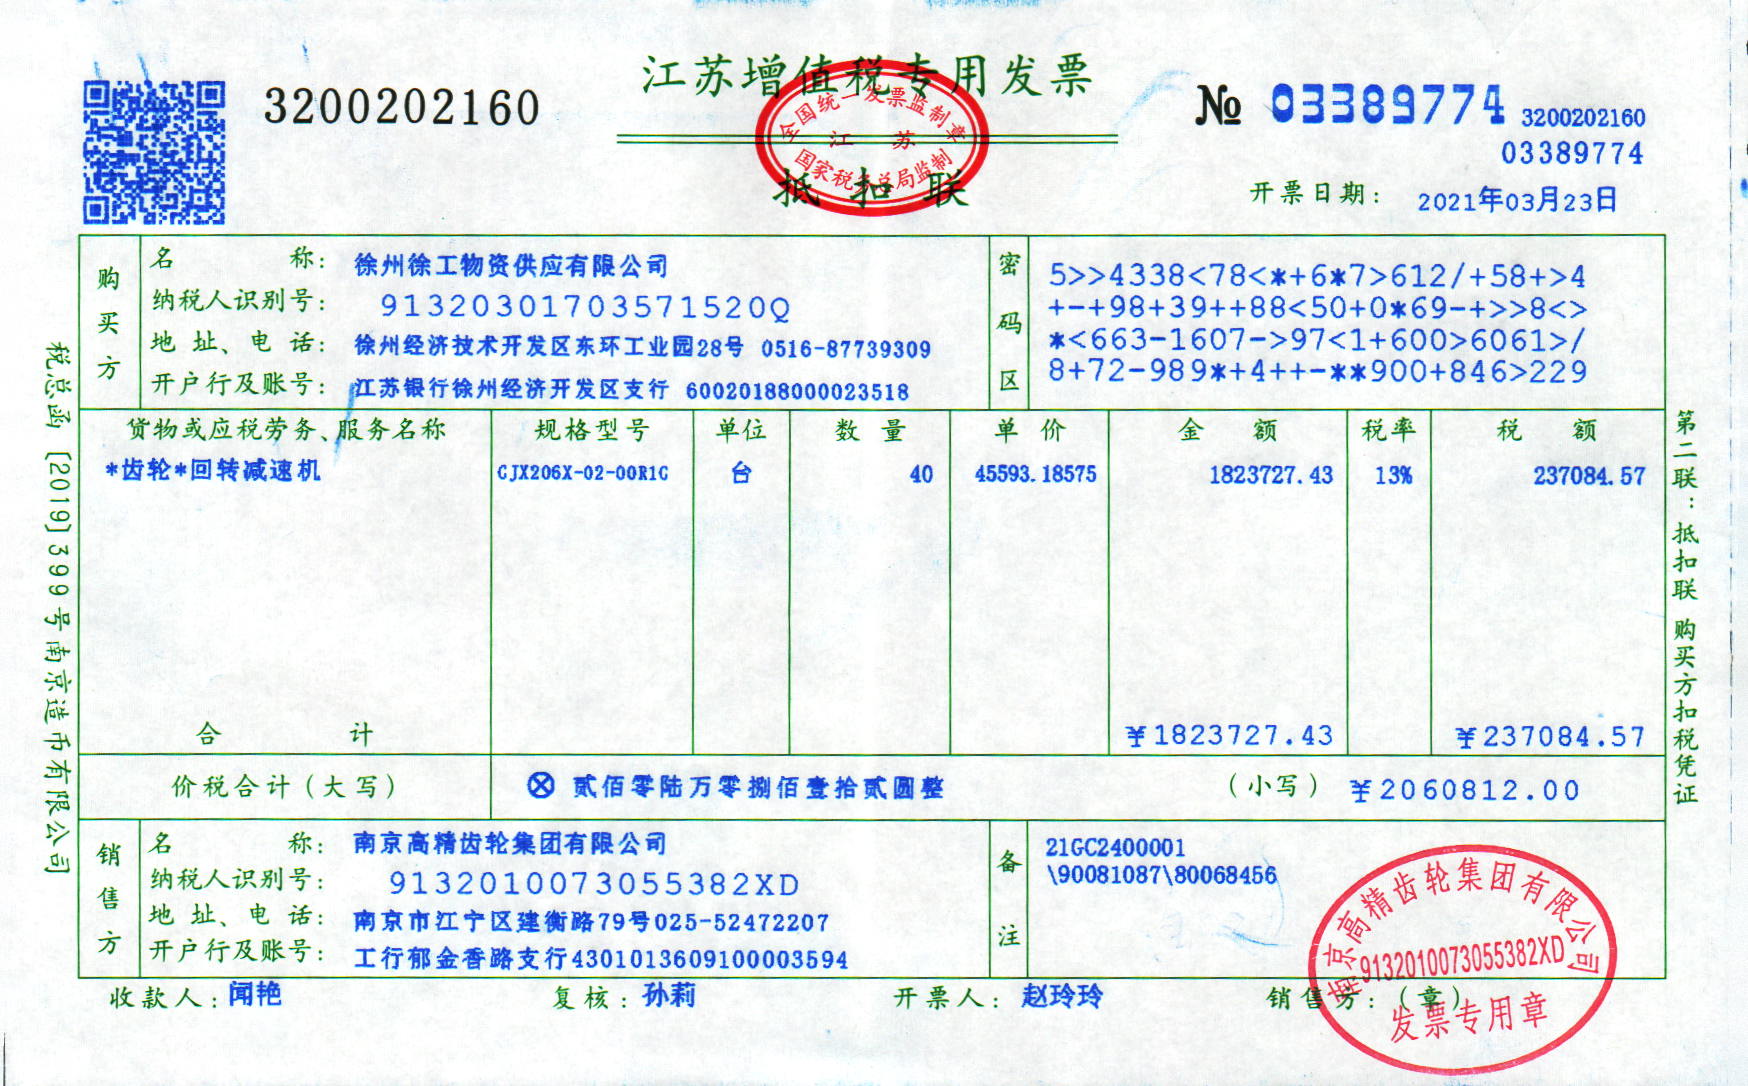 江苏增值税专用发票
3200202160
№ 03389774 3200202160
03389774
全国统一发票监制章
江 苏
国家税务总局监制
抵 扣 联
开票日期: 2021年03月23日
购买方
名 称: 徐州徐工物资供应有限公司
纳税人识别号: 91320301703571520Q
地 址、电 话: 徐州经济技术开发区东环工业园28号 0516-87739309
开户行及账号: 江苏银行徐州经济开发区支行 60020188000023518
密码区
5>>4338<78<*+6*7>612/+58+>4
+-+98+39++88<50+0*69-+>>8<>
*<663-1607->97<1+600>6061>/
8+72-989*+4++-**900+846>229
货物或应税劳务、服务名称 规格型号 单位 数 量 单 价 金 额 税率 税 额
*齿轮*回转减速机 GJX206X-02-00R1C 台 40 45593.18575 1823727.43 13% 237084.57
合 计 ¥1823727.43 ¥237084.57
价税合计(大写) ⊗ 贰佰零陆万零捌佰壹拾贰圆整 (小写) ¥2060812.00
销售方
名 称: 南京高精齿轮集团有限公司
纳税人识别号: 9132010073055382XD
地 址、电 话: 南京市江宁区建衡路79号025-52472207
开户行及账号: 工行郁金香路支行4301013609100003594
备注
21GC2400001
\90081087\80068456
收款人: 闻艳 复核: 孙莉 开票人: 赵玲玲 销售方: (章)
南京高精齿轮集团有限公司
9132010073055382XD
发票专用章
税总函[2019]399号南京造币有限公司
第二联:抵扣联 购买方扣税凭证